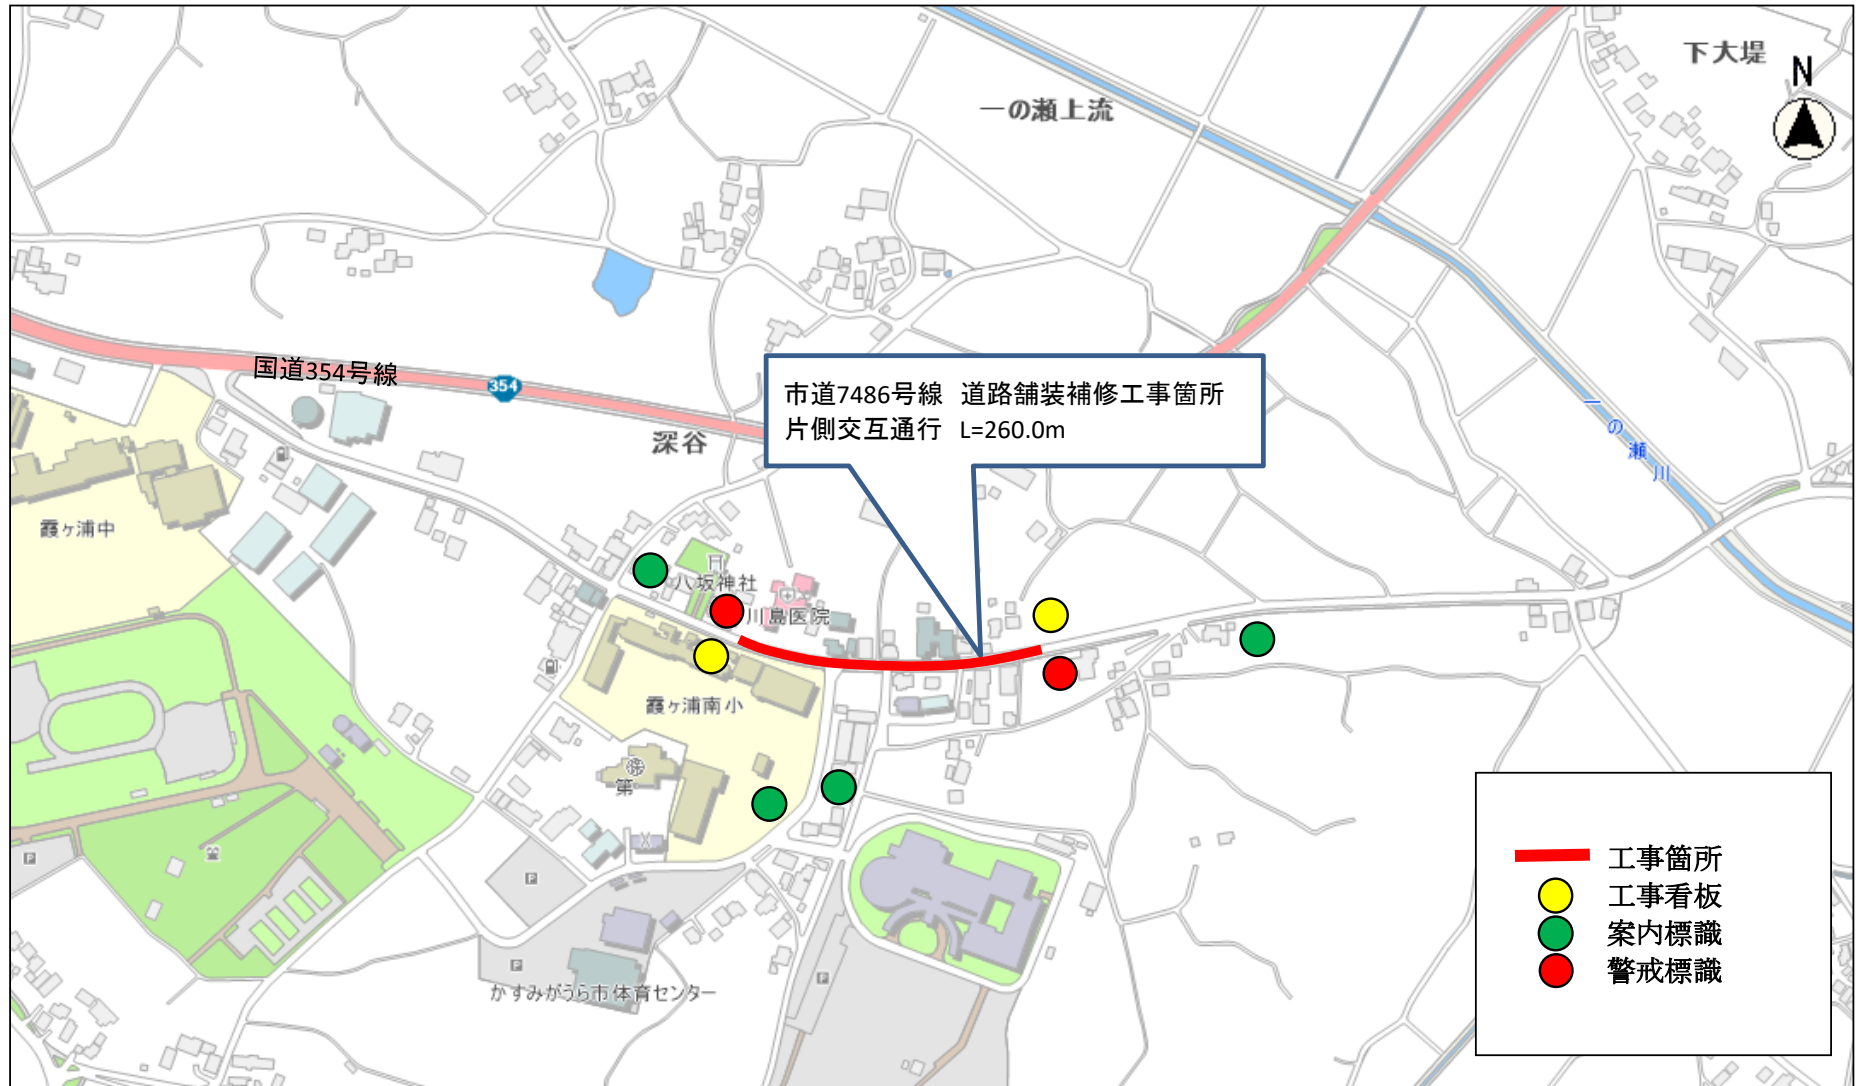 下大堤
N
一の瀬上流
国道354号線
354
市道7486号線 道路舗装補修工事箇所
片側交互通行 L=260.0m
深谷
一の瀬川
霞ヶ浦中
八坂神社
川島医院
霞ヶ浦南小
第
かすみがうら市体育センター
P
P
P
P
工事箇所
工事看板
案内標識
警戒標識